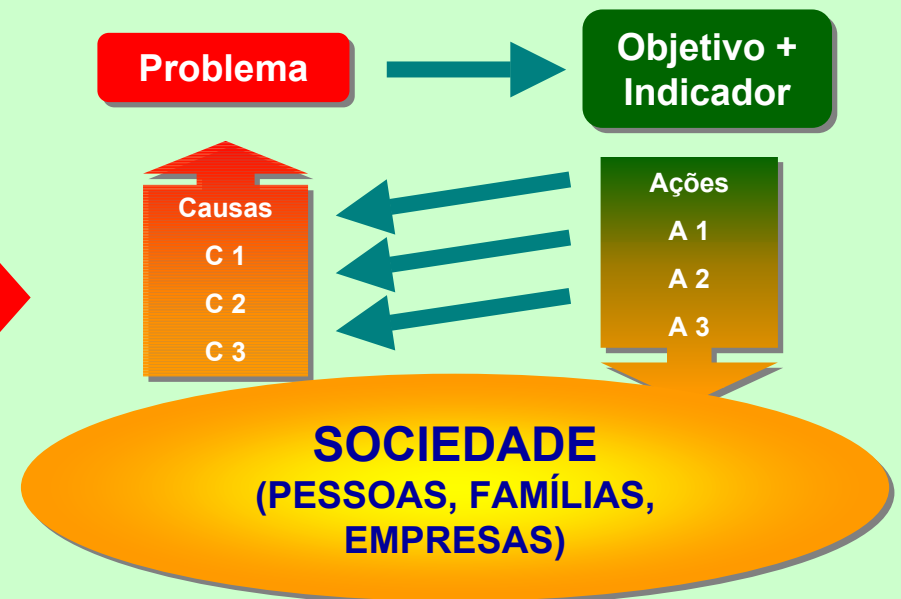 Problema
Objetivo +
Indicador
Causas
C 1
C 2
C 3
Ações
A 1
A 2
A 3
SOCIEDADE
(PESSOAS, FAMÍLIAS,
EMPRESAS)